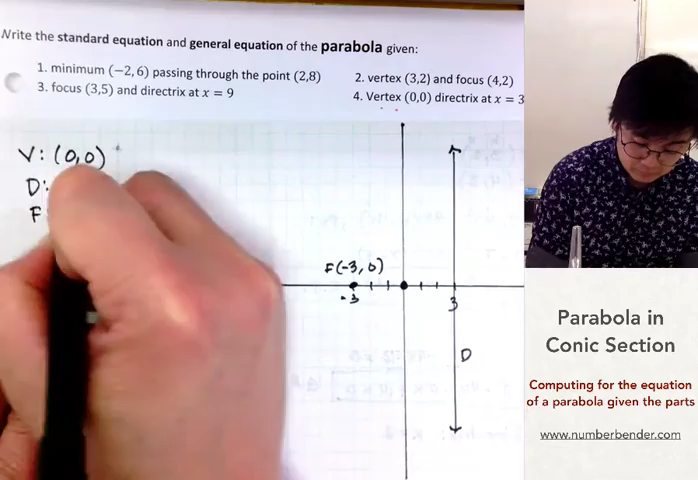 Write the standard equation and general equation of the parabola given:
1. minimum (−2,6) passing through the point (2,8)
2. vertex (3,2) and focus (4,2)
3. focus (3,5) and directrix at x = 9
4. Vertex (0,0) directrix at x = 3
V: (0,0)
D:
F
F(-3, 0)
-3
3
D
Parabola in
Conic Section
Computing for the equation
of a parabola given the parts
www.numberbender.com